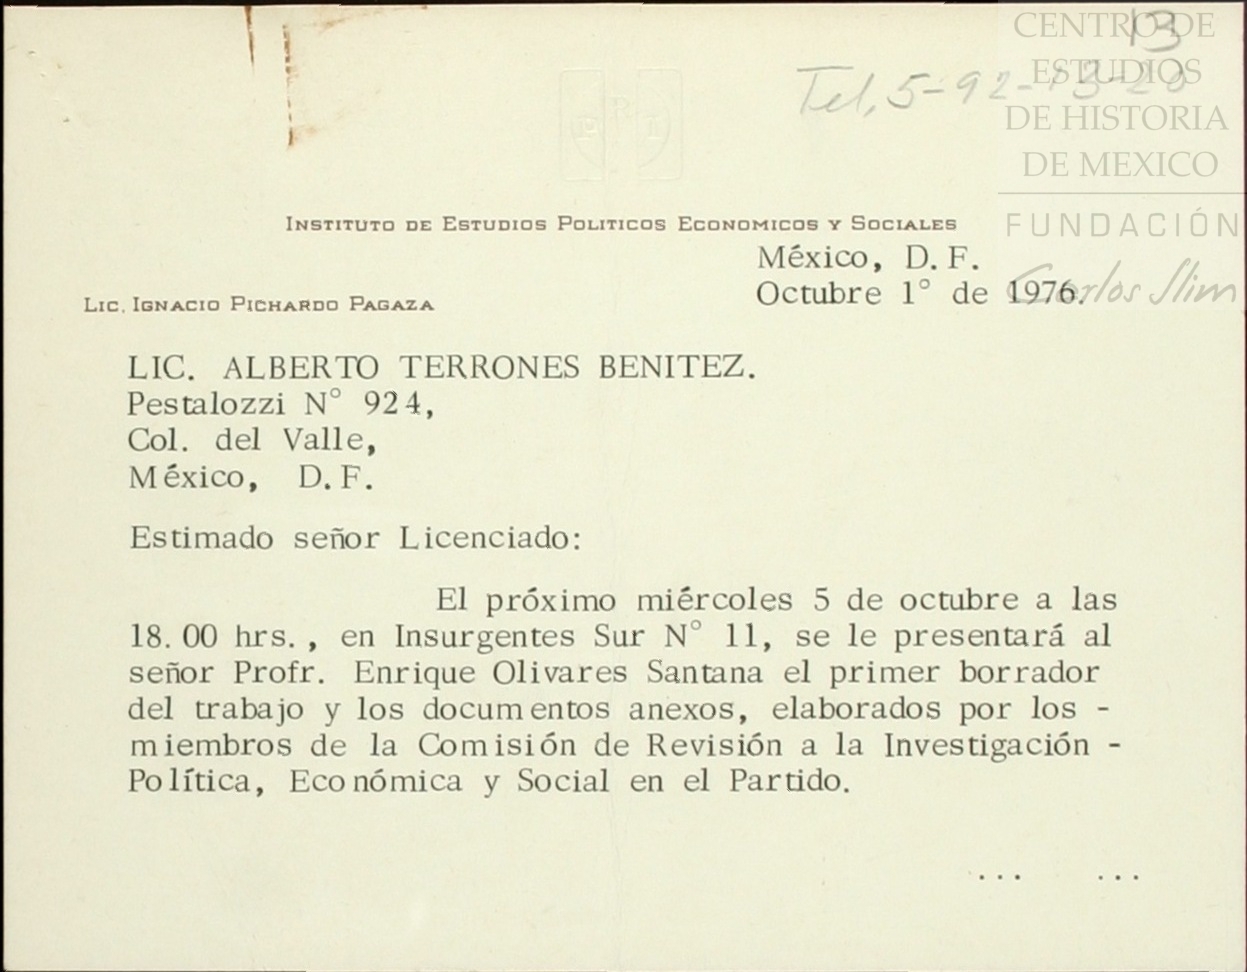 13
CENTRO DE
ESTUDIOS
DE HISTORIA
DE MEXICO
FUNDACIÓN
Carlos Slim
Tel. 5-92-13-20
P R I
INSTITUTO DE ESTUDIOS POLITICOS ECONOMICOS Y SOCIALES
México, D. F.
Octubre 1° de 1976.
LIC. IGNACIO PICHARDO PAGAZA
LIC. ALBERTO TERRONES BENITEZ.
Pestalozzi N° 924,
Col. del Valle,
México, D. F.
Estimado señor Licenciado:
El próximo miércoles 5 de octubre a las
18.00 hrs., en Insurgentes Sur N° 11, se le presentará al
señor Profr. Enrique Olivares Santana el primer borrador
del trabajo y los documentos anexos, elaborados por los -
miembros de la Comisión de Revisión a la Investigación -
Política, Económica y Social en el Partido.
... ...